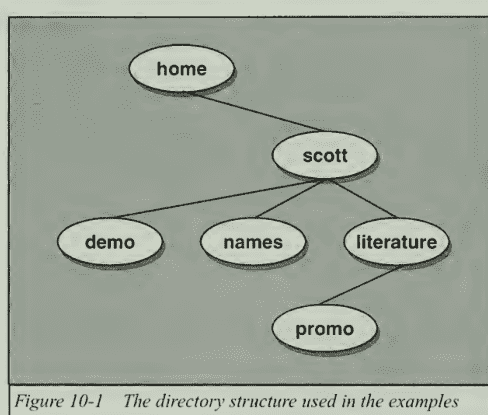 home
scott
demo names literature
promo
Figure 10-1 The directory structure used in the examples